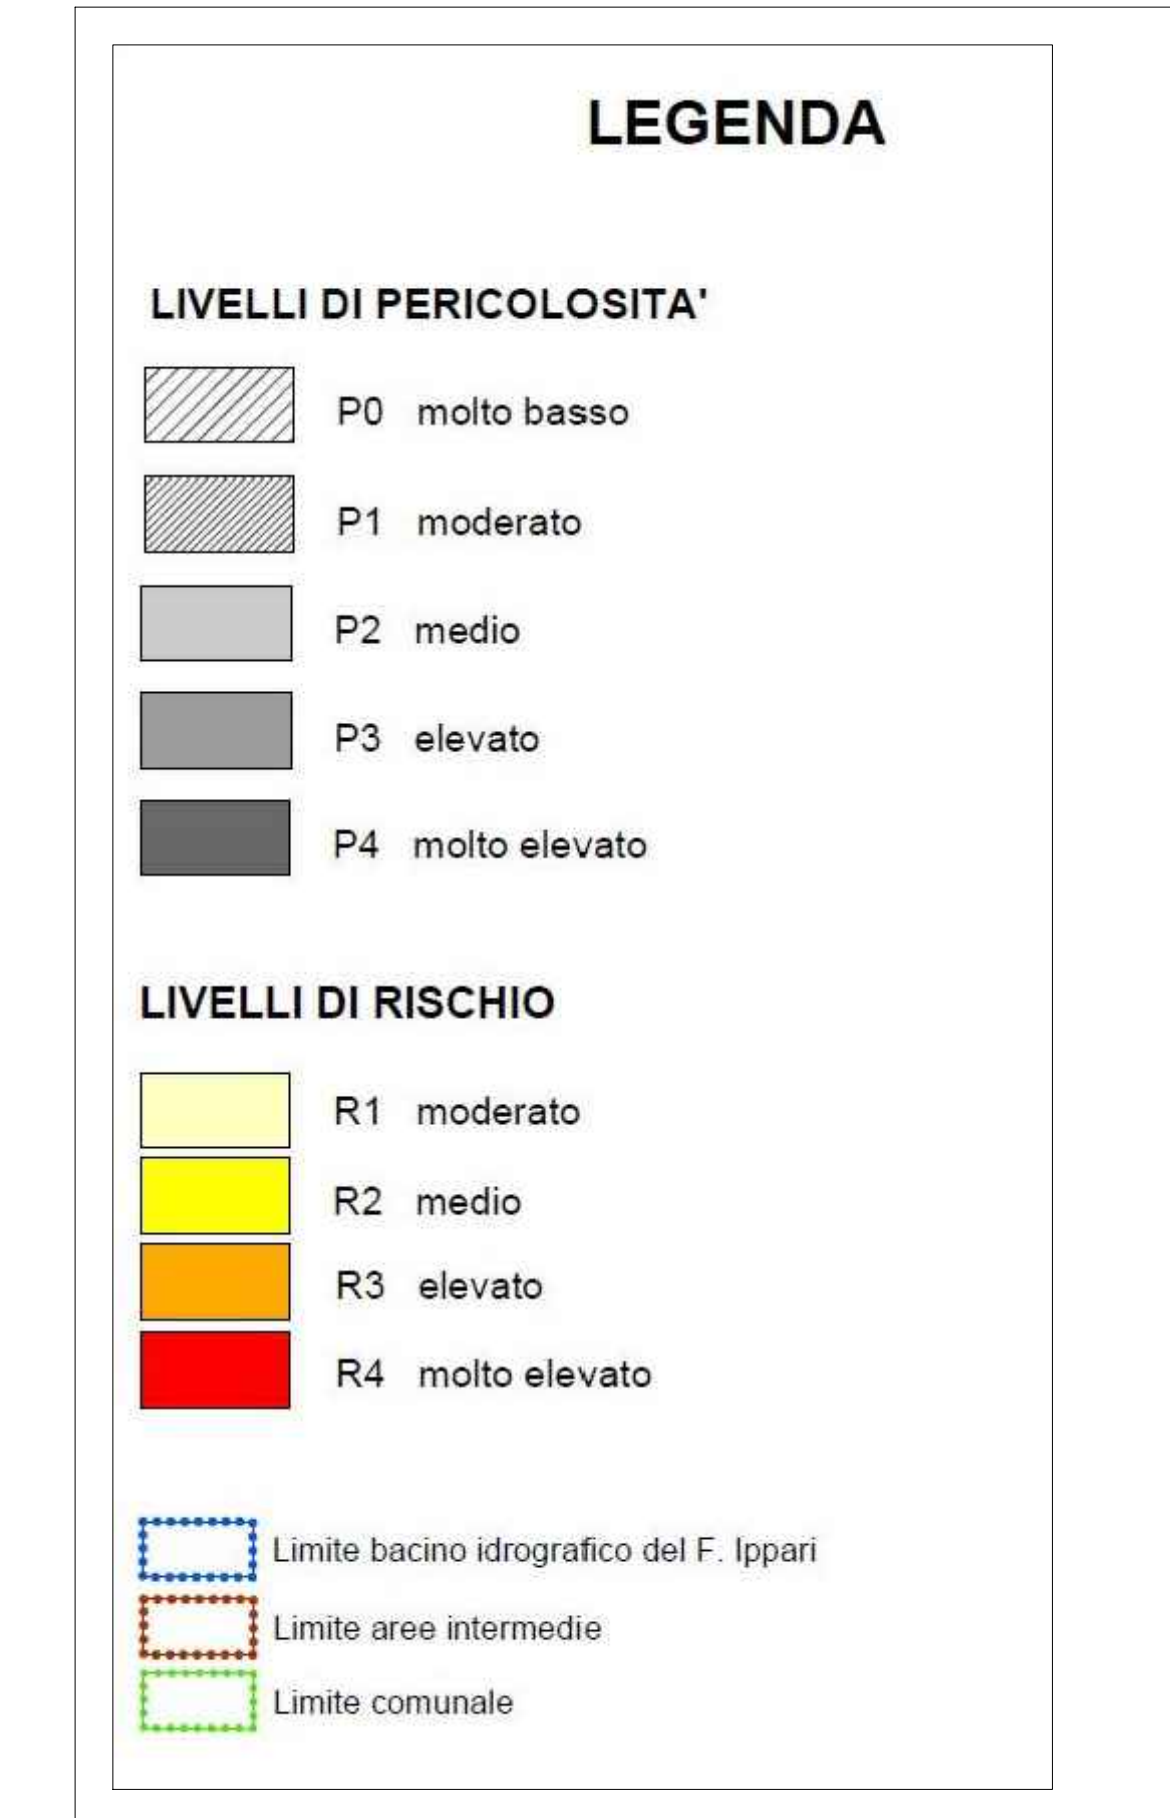 LEGENDA
LIVELLI DI PERICOLOSITA'
P0 molto basso
P1 moderato
P2 medio
P3 elevato
P4 molto elevato
LIVELLI DI RISCHIO
R1 moderato
R2 medio
R3 elevato
R4 molto elevato
Limite bacino idrografico del F. Ippari
Limite aree intermedie
Limite comunale